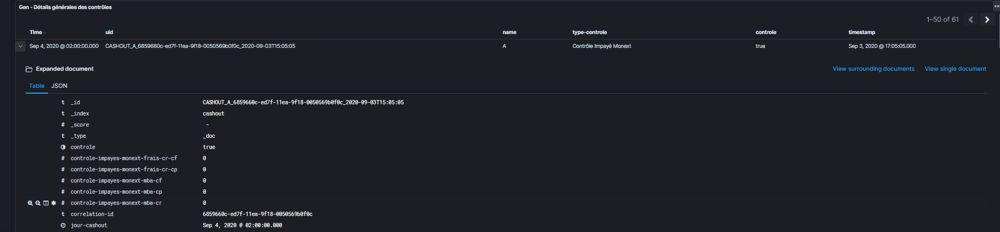 Gen - Détails générales des contrôles
1–50 of 61
Time uid name type-controle controle timestamp
Sep 4, 2020 @ 02:00:00.000 CASHOUT_A_6859660c-ed7f-11ea-9f18-0050569b0f0c_2020-09-03T15:05:05 A Contrôle Impayé Monext true Sep 3, 2020 @ 17:05:05.000
Expanded document View surrounding documents View single document
Table JSON
t _id CASHOUT_A_6859660c-ed7f-11ea-9f18-0050569b0f0c_2020-09-03T15:05:05
t _index cashout
# _score -
t _type _doc
controle true
# controle-impayes-monext-frais-cr-cf 0
# controle-impayes-monext-frais-cr-cp 0
# controle-impayes-monext-mba-cf 0
# controle-impayes-monext-mba-cp 0
# controle-impayes-monext-mba-cr 0
t correlation-id 6859660c-ed7f-11ea-9f18-0050569b0f0c
jour-cashout Sep 4, 2020 @ 02:00:00.000